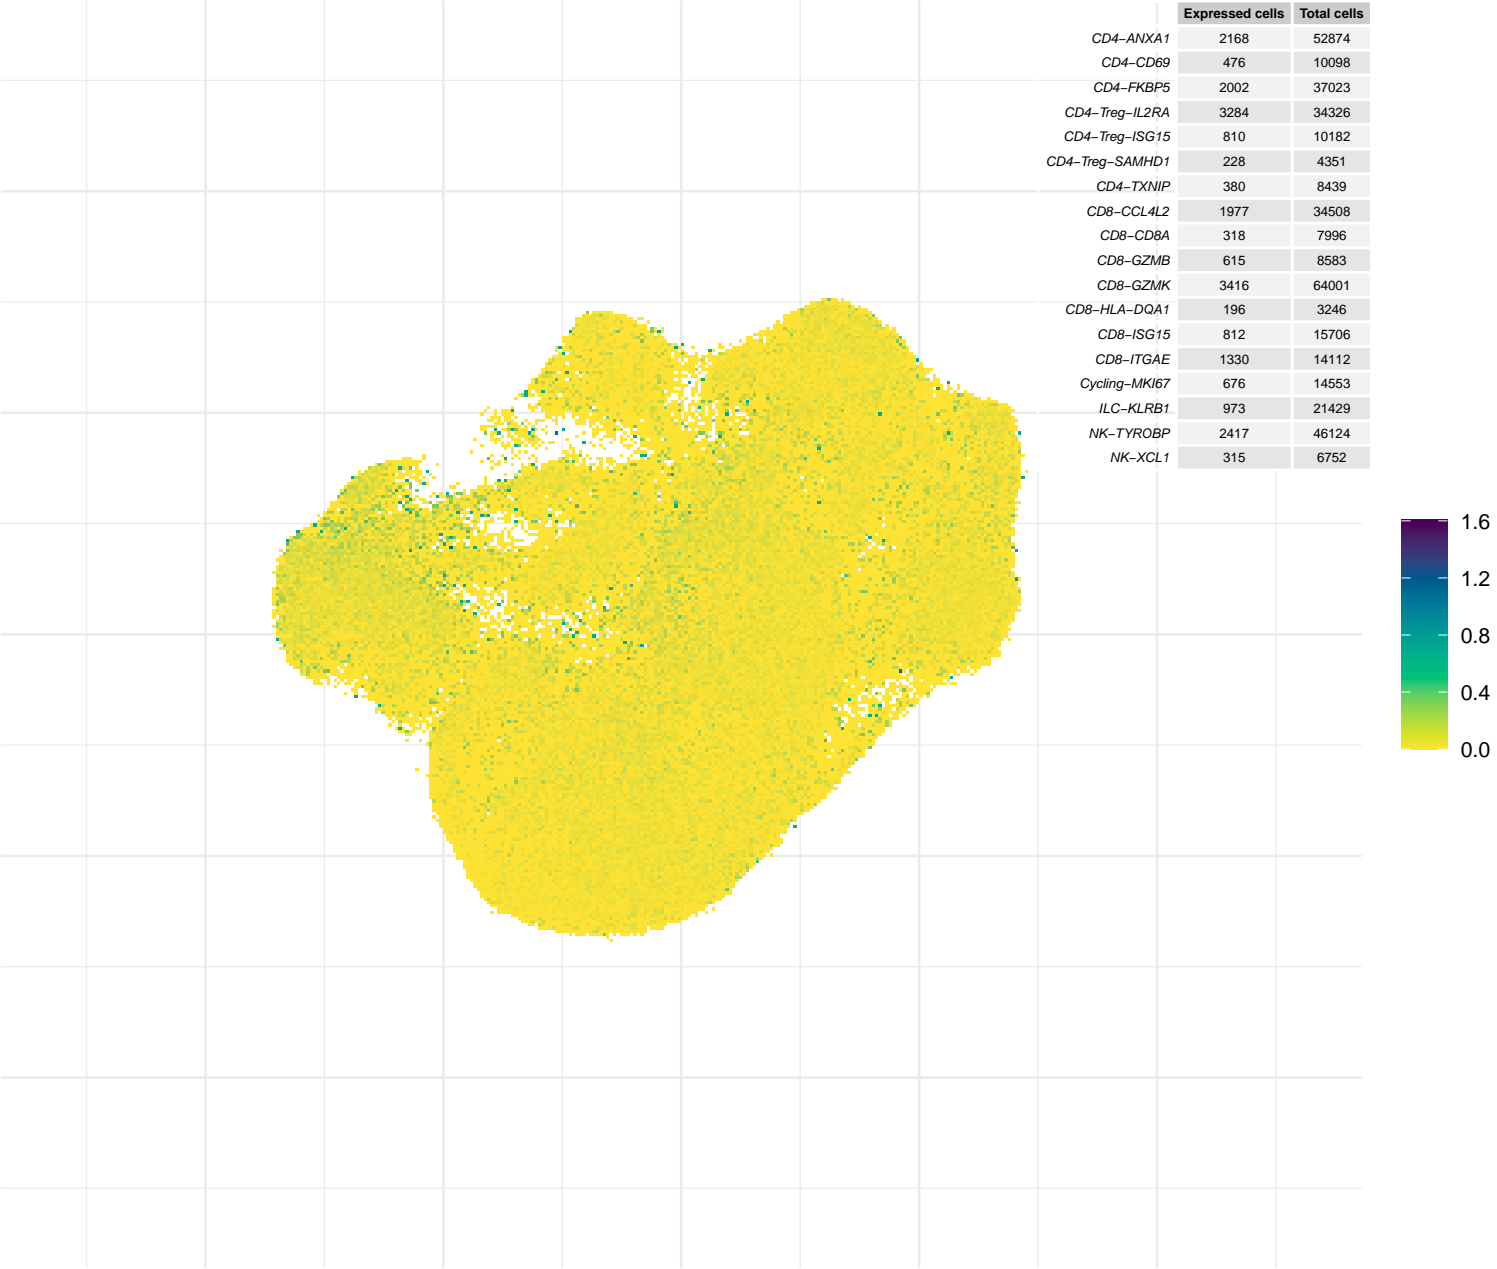 Expressed cells Total cells
CD4−ANXA1 2168 52874
CD4−CD69 476 10098
CD4−FKBP5 2002 37023
CD4−Treg−IL2RA 3284 34326
CD4−Treg−ISG15 810 10182
CD4−Treg−SAMHD1 228 4351
CD4−TXNIP 380 8439
CD8−CCL4L2 1977 34508
CD8−CD8A 318 7996
CD8−GZMB 615 8583
CD8−GZMK 3416 64001
CD8−HLA−DQA1 196 3246
CD8−ISG15 812 15706
CD8−ITGAE 1330 14112
Cycling−MKI67 676 14553
ILC−KLRB1 973 21429
NK−TYROBP 2417 46124
NK−XCL1 315 6752
1.6
1.2
0.8
0.4
0.0